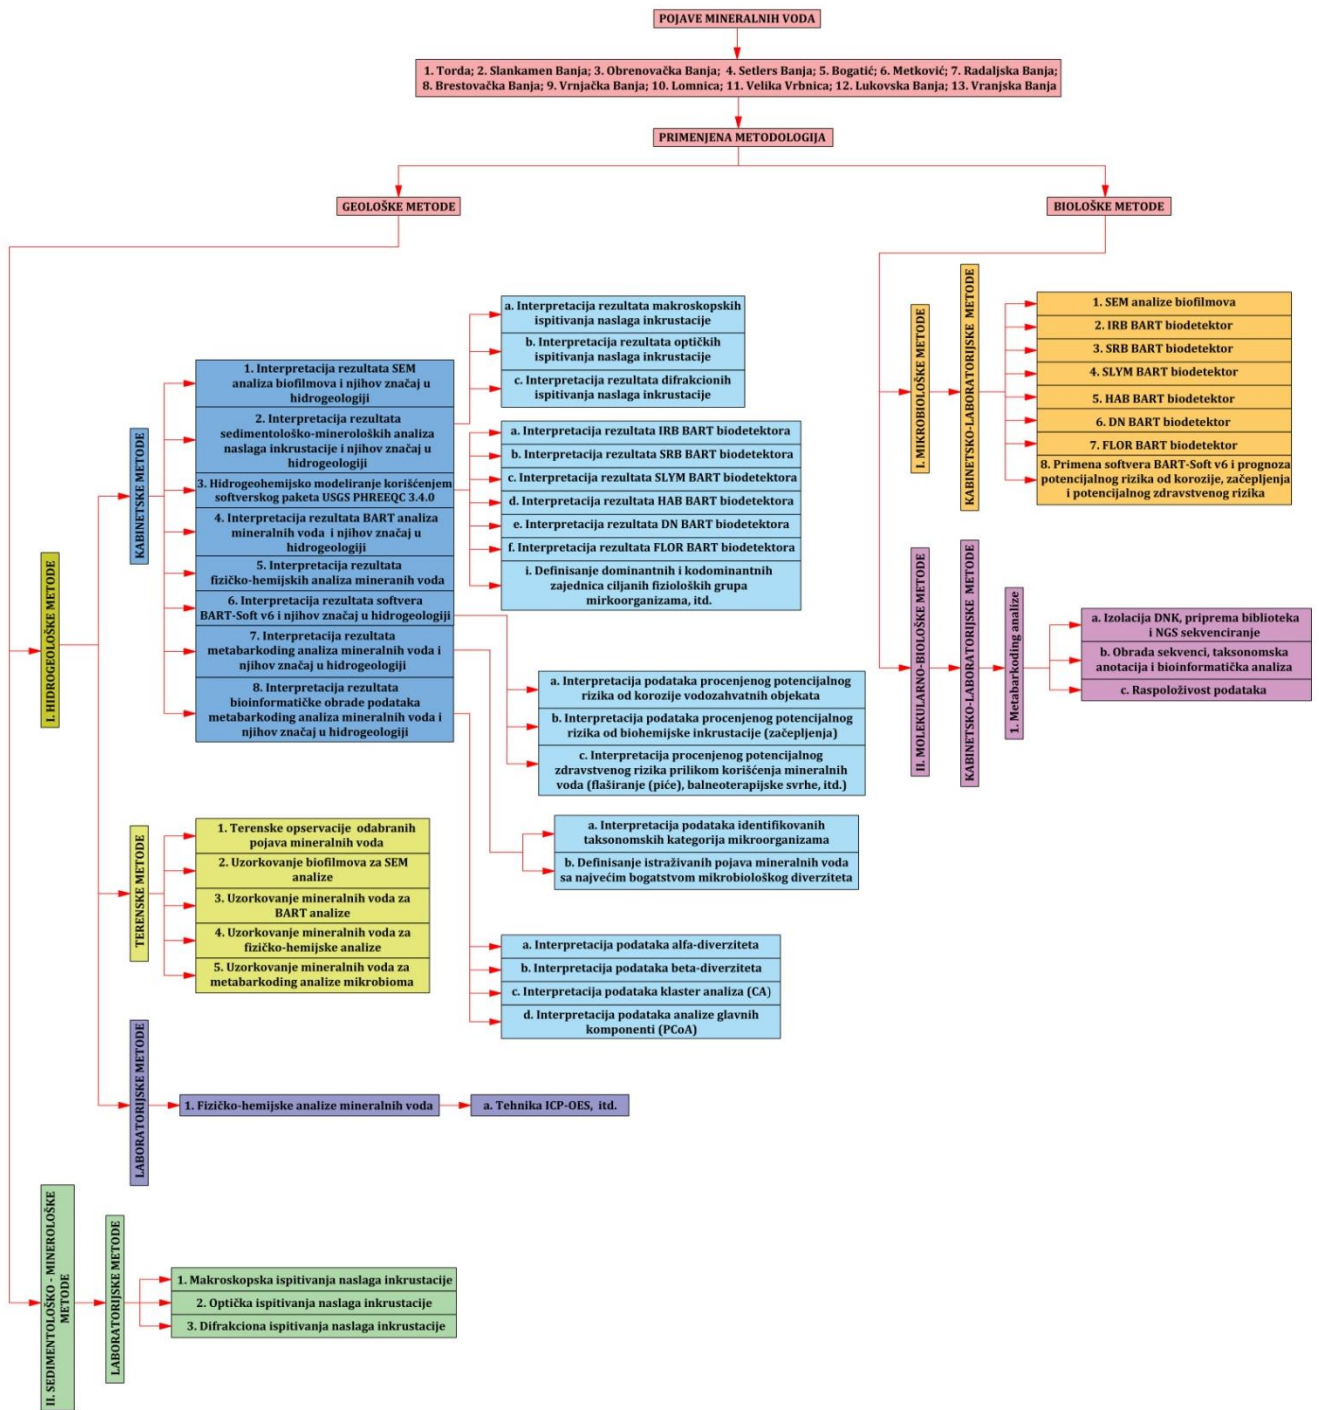 POJAVE MINERALNIH VODA
1. Torda; 2. Slankamen Banja; 3. Obrenovačka Banja; 4. Setlers Banja; 5. Bogatić; 6. Metković; 7. Radaljska Banja;
8. Brestovačka Banja; 9. Vrnjačka Banja; 10. Lomnica; 11. Velika Vrbnica; 12. Lukovska Banja; 13. Vranjska Banja
PRIMENJENA METODOLOGIJA
GEOLOŠKE METODE
I. HIDROGEOLOŠKE METODE
KABINETSKE METODE
1. Interpretacija rezultata SEM
analiza biofilmova i njihov značaj u
hidrogeologiji
2. Interpretacija rezultata
sedimentološko-mineroloških analiza
naslaga inkrustacije i njihov značaj u
hidrogeologiji
3. Hidrogeohemijsko modeliranje korišćenjem
softverskog paketa USGS PHREEQC 3.4.0
4. Interpretacija rezultata BART analiza
mineralnih voda i njihov značaj u
hidrogeologiji
5. Interpretacija rezultata
fizičko-hemijskih analiza mineranih voda
6. Interpretacija rezultata softvera
BART-Soft v6 i njihov značaj u hidrogeologiji
7. Interpretacija rezultata
metabarkoding analiza mineralnih voda i
njihov značaj u hidrogeologiji
8. Interpretacija rezultata
bioinformatičke obrade podataka
metabarkoding analiza mineralnih voda i
njihov značaj u hidrogeologiji
a. Interpretacija rezultata makroskopskih
ispitivanja naslaga inkrustacije
b. Interpretacija rezultata optičkih
ispitivanja naslaga inkrustacije
c. Interpretacija rezultata difrakcionih
ispitivanja naslaga inkrustacije
a. Interpretacija rezultata IRB BART biodetektora
b. Interpretacija rezultata SRB BART biodetektora
c. Interpretacija rezultata SLYM BART biodetektora
d. Interpretacija rezultata HAB BART biodetektora
e. Interpretacija rezultata DN BART biodetektora
f. Interpretacija rezultata FLOR BART biodetektora
i. Definisanje dominantnih i kodominantnih
zajednica ciljanih fizioloških grupa
mirkoorganizama, itd.
a. Interpretacija podataka procenjenog potencijalnog
rizika od korozije vodozahvatnih objekata
b. Interpretacija podataka procenjenog potencijalnog
rizika od biohemijske inkrustacije (začepljenja)
c. Interpretacija procenjenog potencijalnog
zdravstvenog rizika prilikom korišćenja mineralnih
voda (flaširanje (piće), balneoterapijske svrhe, itd.)
a. Interpretacija podataka identifikovanih
taksonomskih kategorija mikroorganizama
b. Definisanje istraživanih pojava mineralnih voda
sa najvećim bogatstvom mikrobiološkog diverziteta
a. Interpretacija podataka alfa-diverziteta
b. Interpretacija podataka beta-diverziteta
c. Interpretacija podataka klaster analiza (CA)
d. Interpretacija podataka analize glavnih
komponenti (PCoA)
TERENSKE METODE
1. Terenske opservacije odabranih
pojava mineralnih voda
2. Uzorkovanje biofilmova za SEM
analize
3. Uzorkovanje mineralnih voda za
BART analize
4. Uzorkovanje mineralnih voda za
fizičko-hemijske analize
5. Uzorkovanje mineralnih voda za
metabarkoding analize mikrobioma
LABORATORIJSKE METODE
1. Fizičko-hemijske analize mineralnih voda
a. Tehnika ICP-OES, itd.
II. SEDIMENTOLOŠKO - MINEROLOŠKE
METODE
LABORATORIJSKE METODE
1. Makroskopska ispitivanja naslaga inkrustacije
2. Optička ispitivanja naslaga inkrustacije
3. Difrakciona ispitivanja naslaga inkrustacije
BIOLOŠKE METODE
I. MIKROBIOLOŠKE METODE
KABINETSKO-LABORATORIJSKE METODE
1. SEM analize biofilmova
2. IRB BART biodetektor
3. SRB BART biodetektor
4. SLYM BART biodetektor
5. HAB BART biodetektor
6. DN BART biodetektor
7. FLOR BART biodetektor
8. Primena softvera BART-Soft v6 i prognoza
potencijalnog rizika od korozije, začepljenja
i potencijalnog zdravstvenog rizika
II. MOLEKULARNO-BIOLOŠKE METODE
KABINETSKO-LABORATORIJSKE METODE
1. Metabarkoding analize
a. Izolacija DNK, priprema biblioteka
i NGS sekvenciranje
b. Obrada sekvenci, taksonomska
anotacija i bioinformatička analiza
c. Raspoloživost podataka